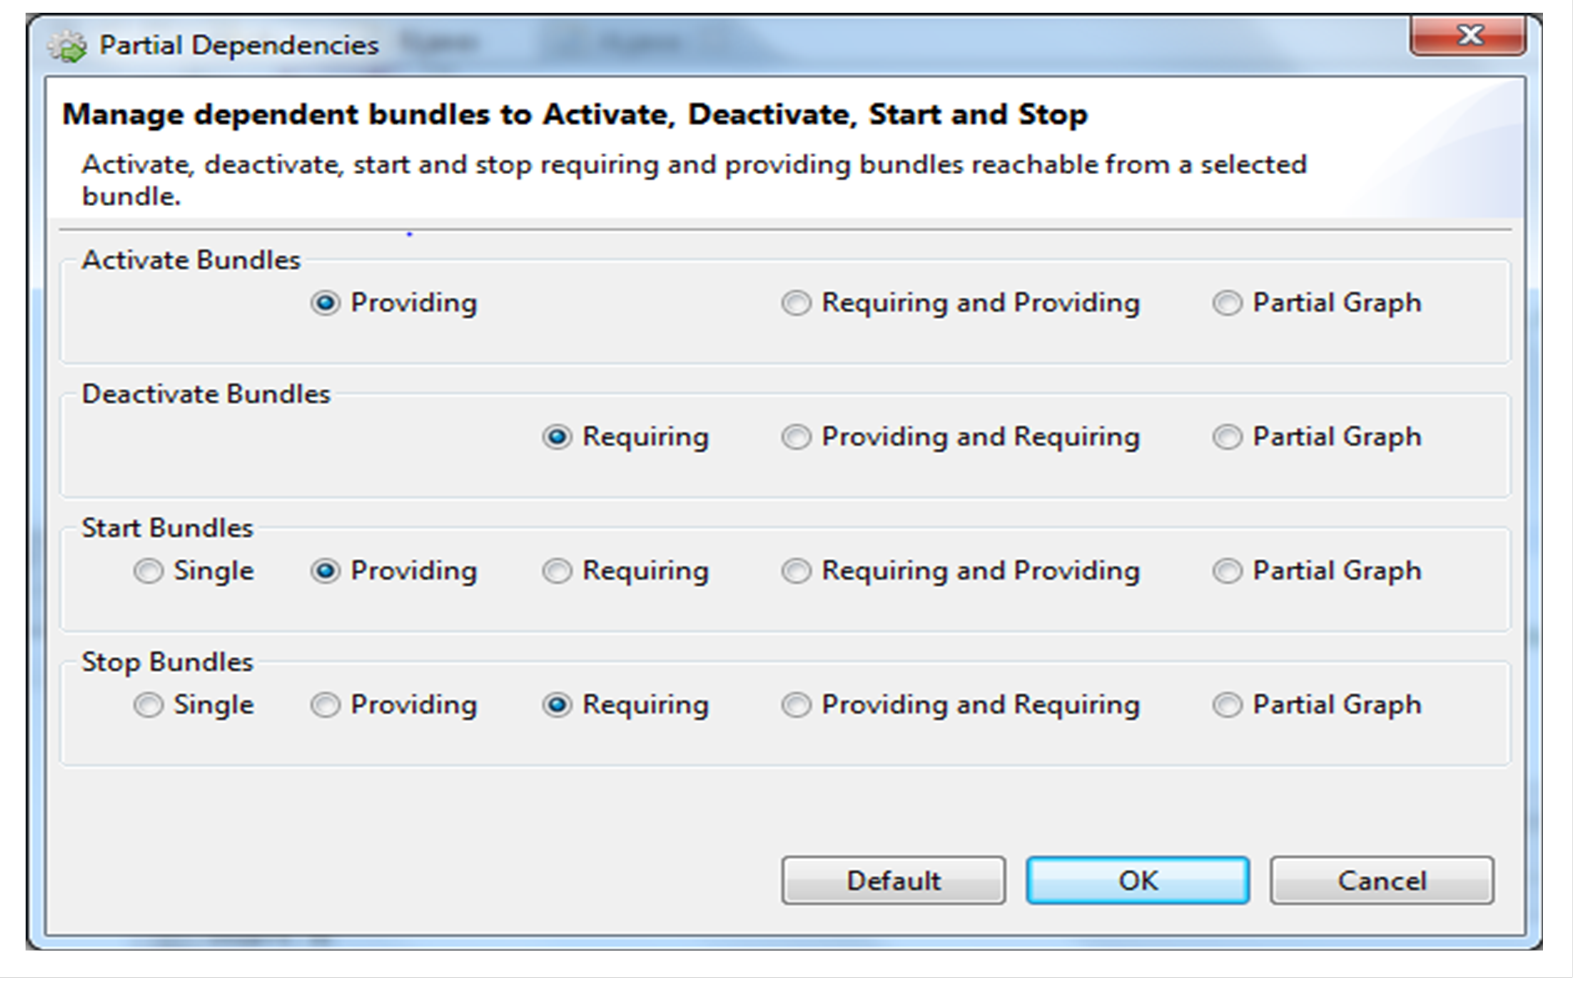 Partial Dependencies
Manage dependent bundles to Activate, Deactivate, Start and Stop
Activate, deactivate, start and stop requiring and providing bundles reachable from a selected
bundle.
Activate Bundles
Providing Requiring and Providing Partial Graph
Deactivate Bundles
Requiring Providing and Requiring Partial Graph
Start Bundles
Single Providing Requiring Requiring and Providing Partial Graph
Stop Bundles
Single Providing Requiring Providing and Requiring Partial Graph
Default OK Cancel